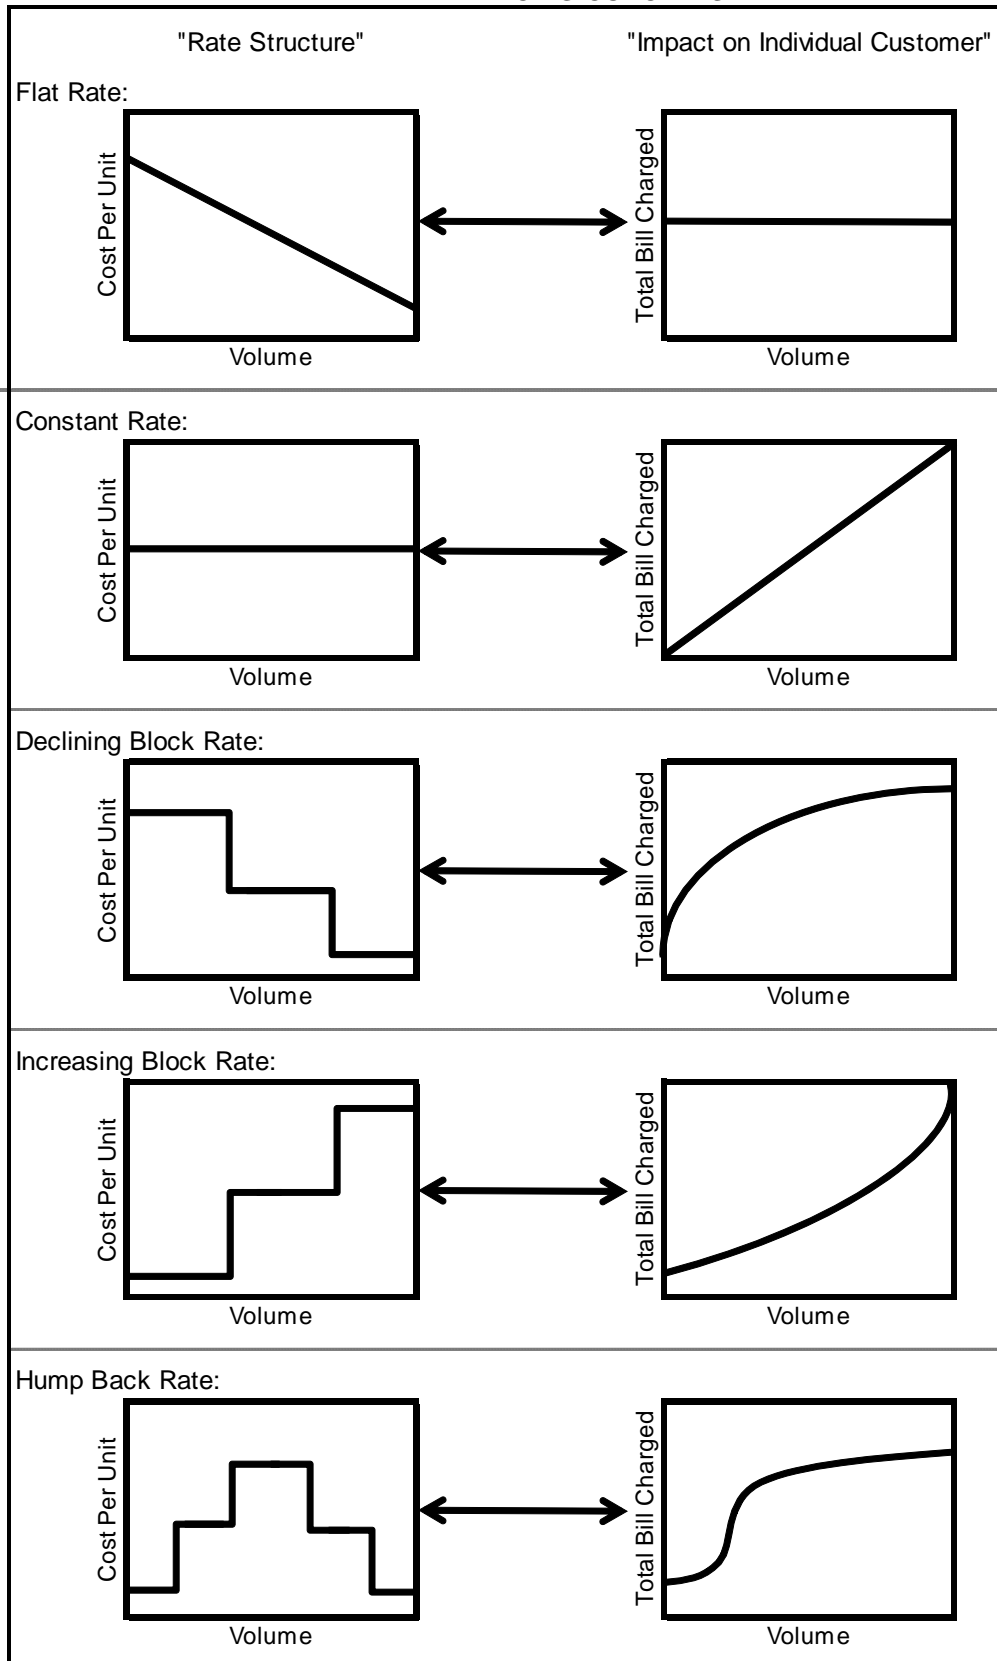 "Rate Structure" "Impact on Individual Customer"
Flat Rate:
Cost Per Unit
Total Bill Charged
Volume Volume
Constant Rate:
Cost Per Unit
Total Bill Charged
Volume Volume
Declining Block Rate:
Cost Per Unit
Total Bill Charged
Volume Volume
Increasing Block Rate:
Cost Per Unit
Total Bill Charged
Volume Volume
Hump Back Rate:
Cost Per Unit
Total Bill Charged
Volume Volume